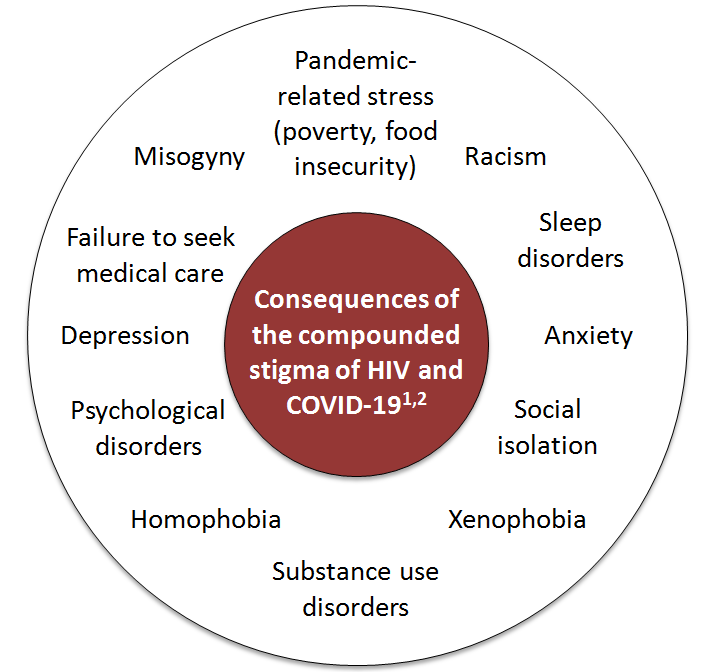 Pandemic-
related stress
(poverty, food
insecurity)
Racism
Sleep
disorders
Anxiety
Social
isolation
Xenophobia
Substance use
disorders
Homophobia
Psychological
disorders
Depression
Failure to seek
medical care
Misogyny
Consequences of
the compounded
stigma of HIV and
COVID-19¹,²